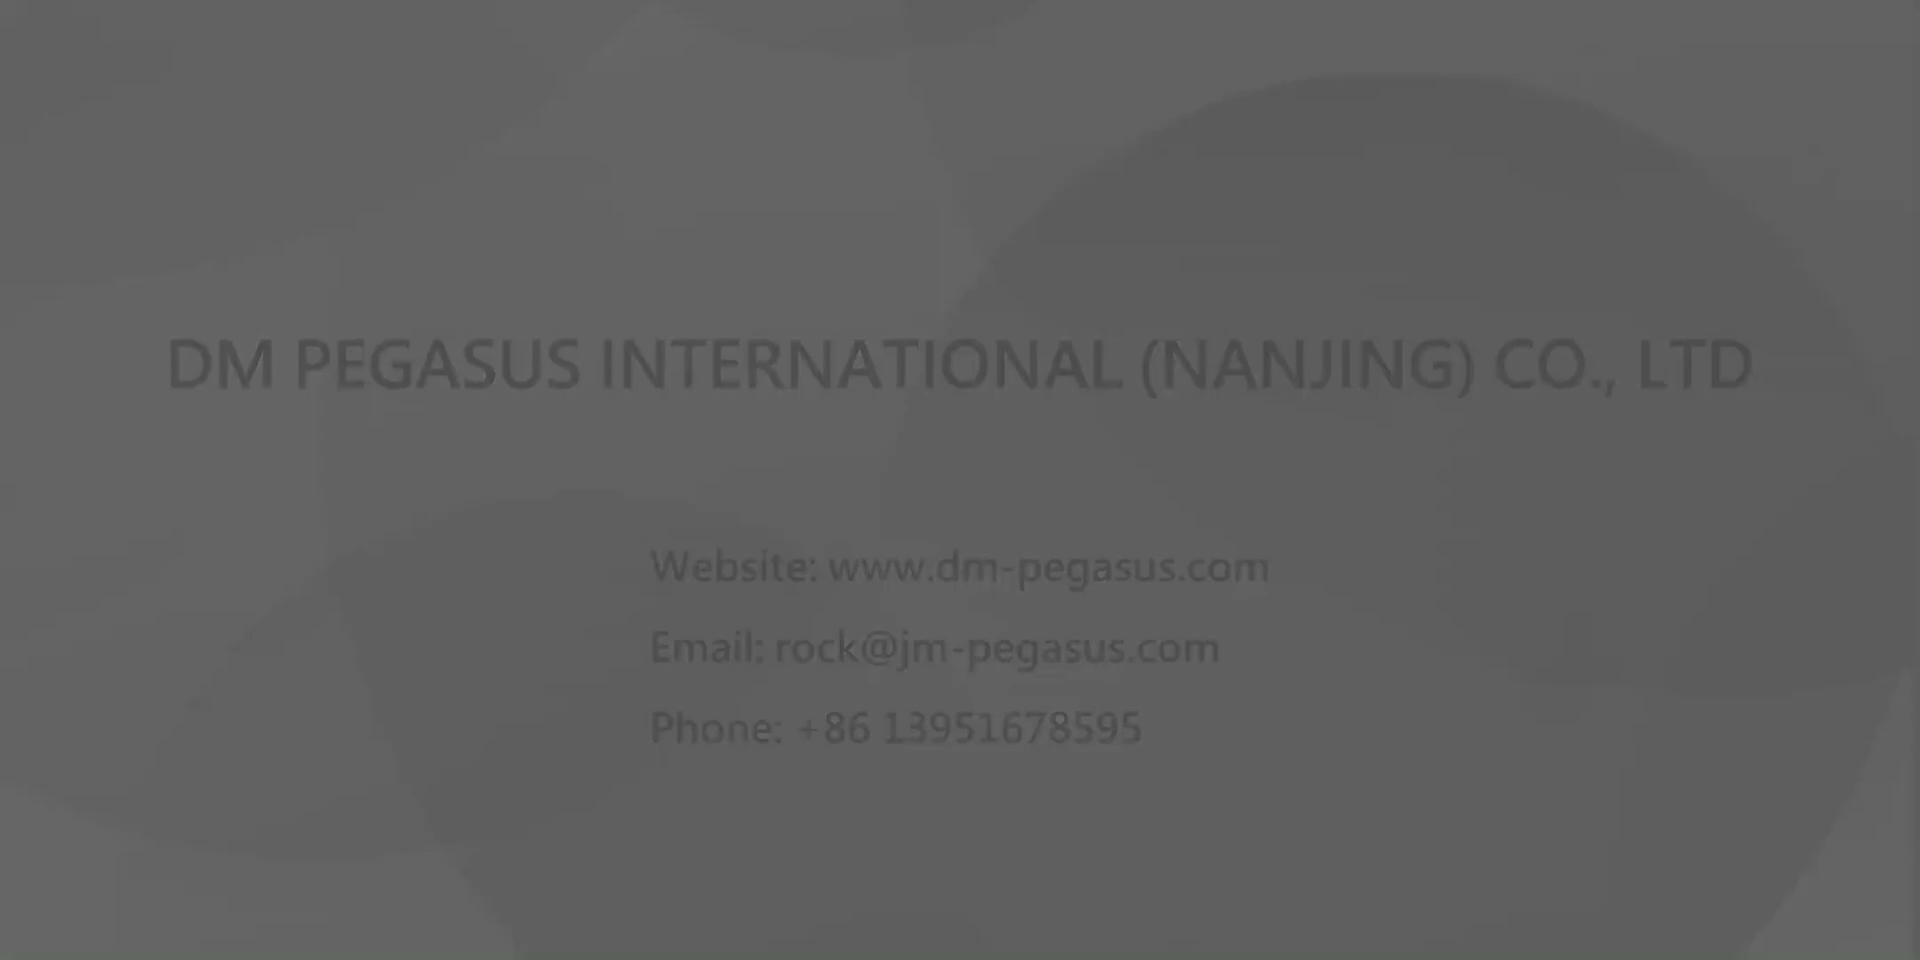 DM PEGASUS INTERNATIONAL (NANJING) CO., LTD
Website: www.dm-pegasus.com
Email: rock@jm-pegasus.com
Phone: +86 13951678595